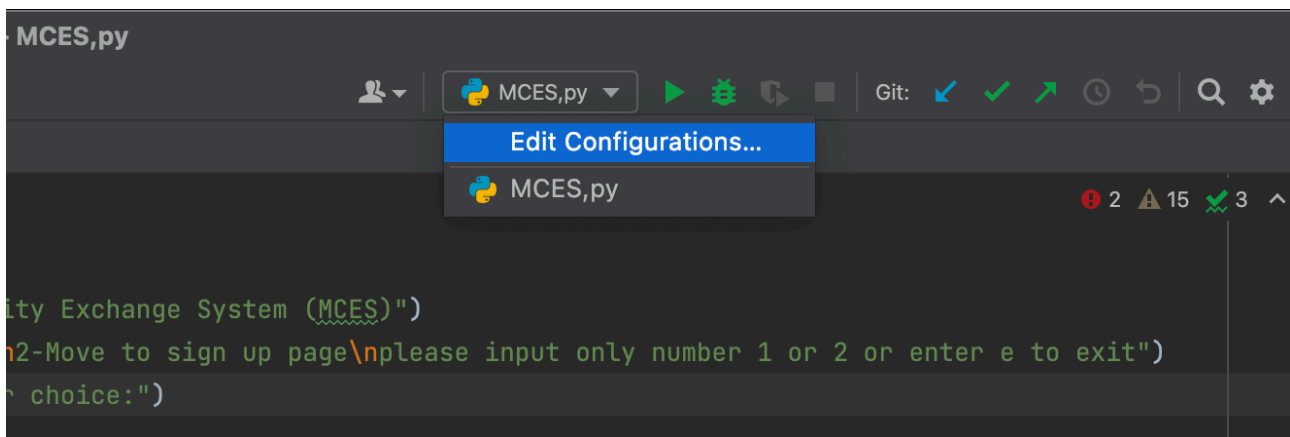 MCES,py
MCES,py Git:
Edit Configurations...
MCES,py
2 15 3
ity Exchange System (MCES)")
n2-Move to sign up page\nplease input only number 1 or 2 or enter e to exit")
r choice:")